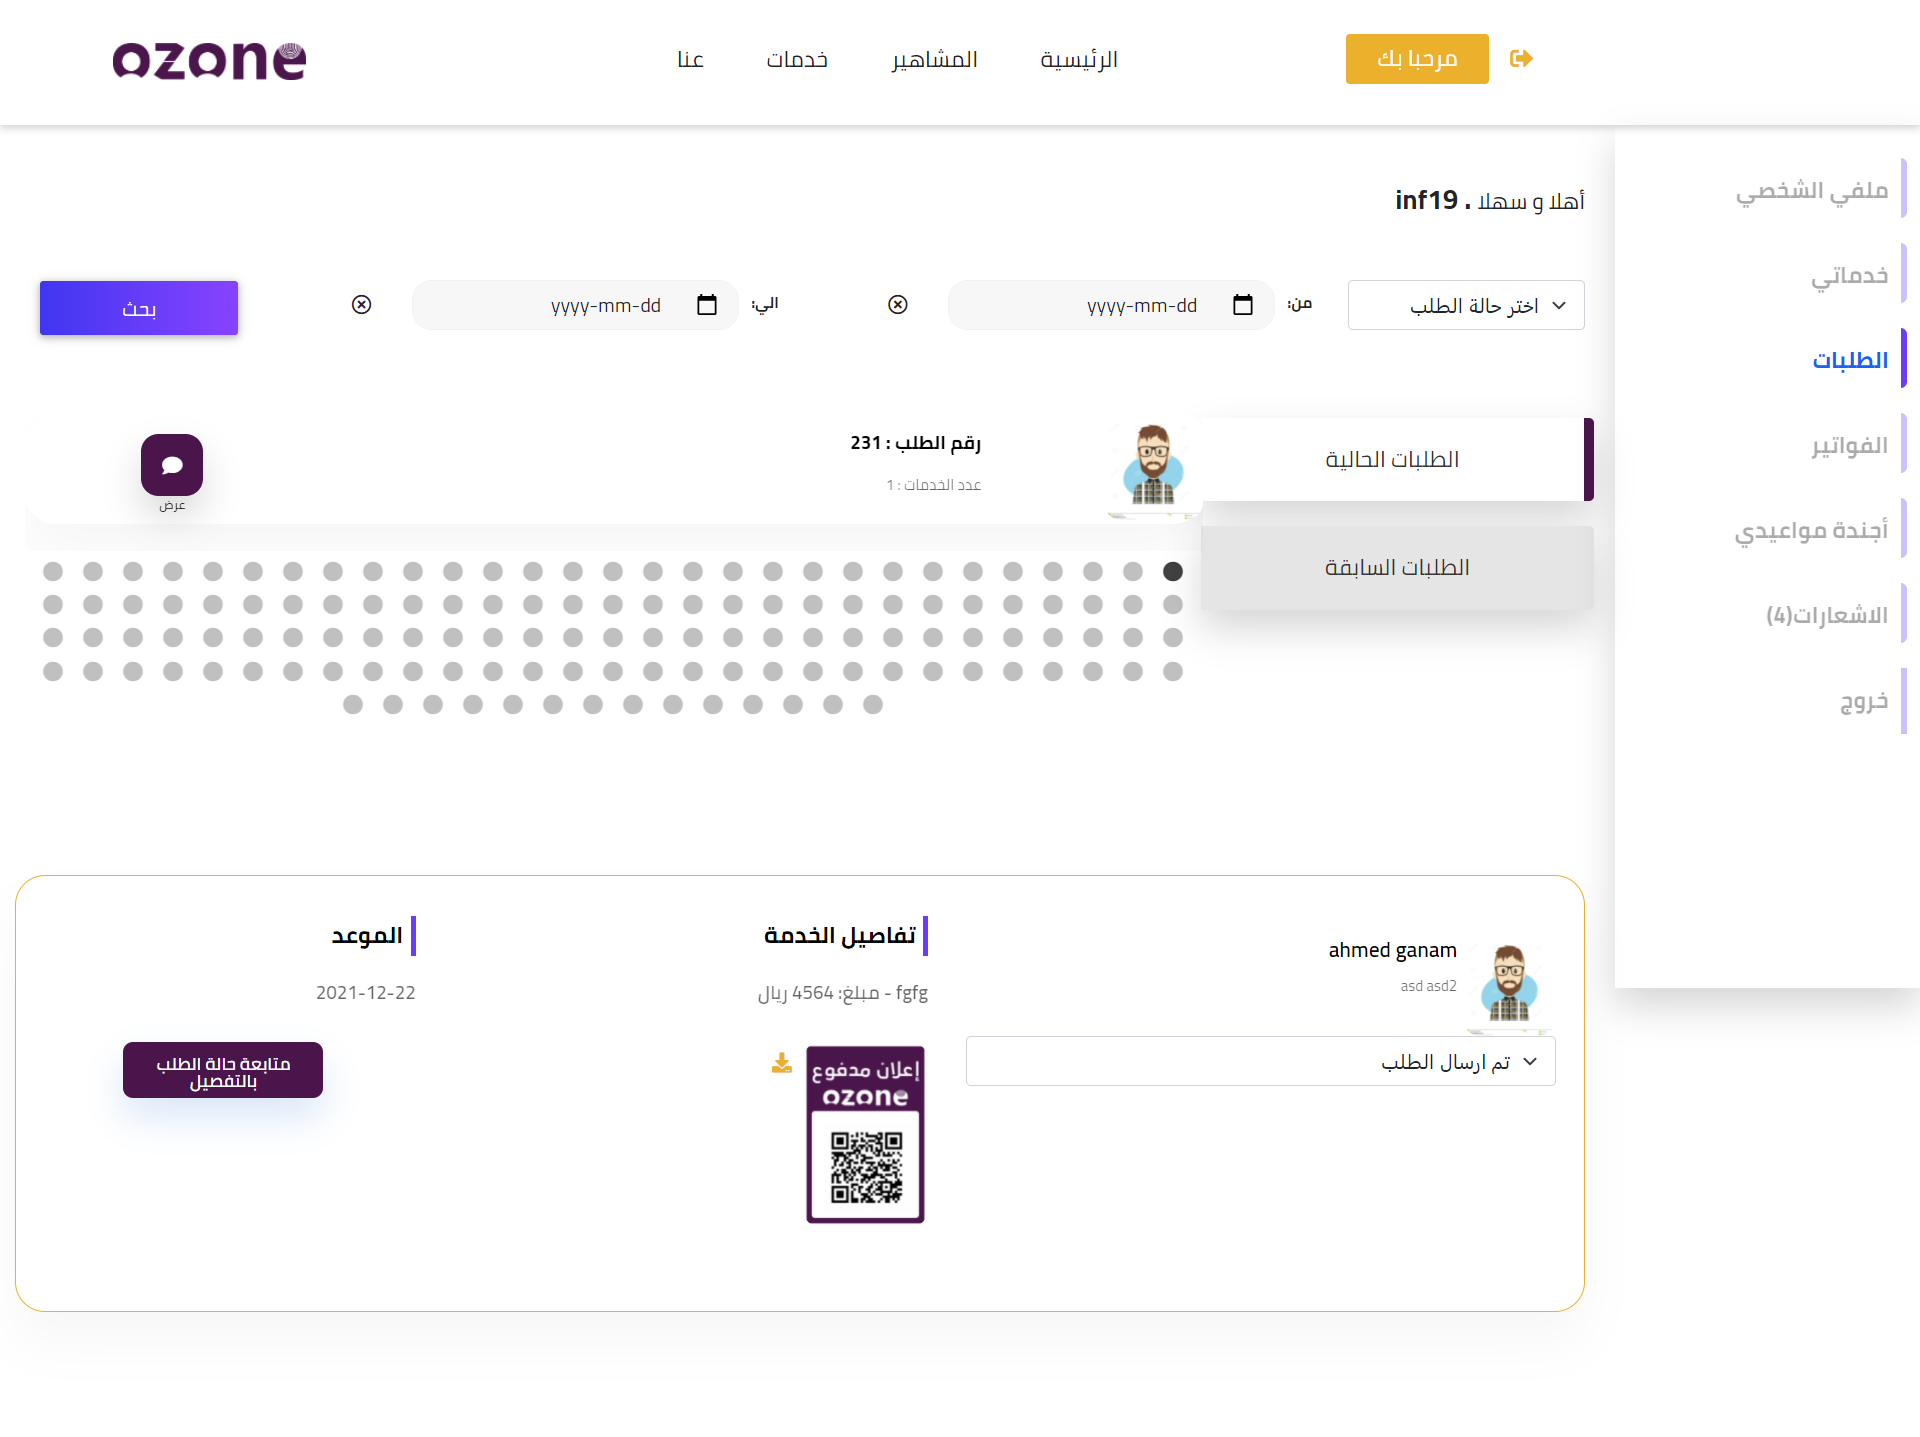 مرحبا بك
الرئيسية
المشاهير
خدمات
عنا
ozone
ملفي الشخصي
خدماتي
الطلبات
الفواتير
أجندة مواعيدي
الاشعارات(4)
خروج
أهلا و سهلا . inf19
اختر حالة الطلب
من:
yyyy-mm-dd
الي:
yyyy-mm-dd
بحث
الطلبات الحالية
الطلبات السابقة
رقم الطلب : 231
عدد الخدمات : 1
عرض
ahmed ganam
asd asd2
تم ارسال الطلب
تفاصيل الخدمة
fgfg - مبلغ: 4564 ريال
إعلان مدفوع
ozone
الموعد
2021-12-22
متابعة حالة الطلب
بالتفصيل